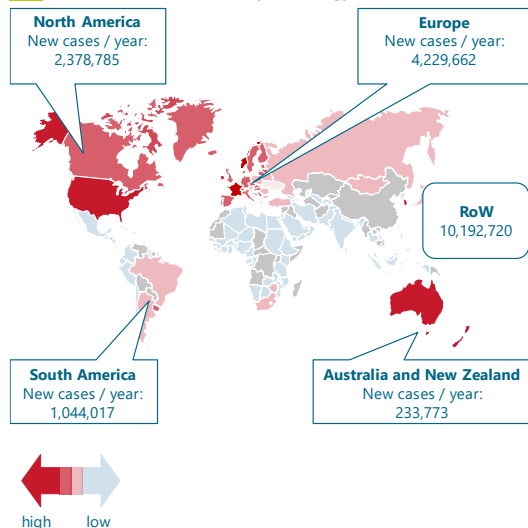 North America
New cases / year:
2,378,785
Europe
New cases / year:
4,229,662
RoW
10,192,720
South America
New cases / year:
1,044,017
Australia and New Zealand
New cases / year:
233,773
high
low